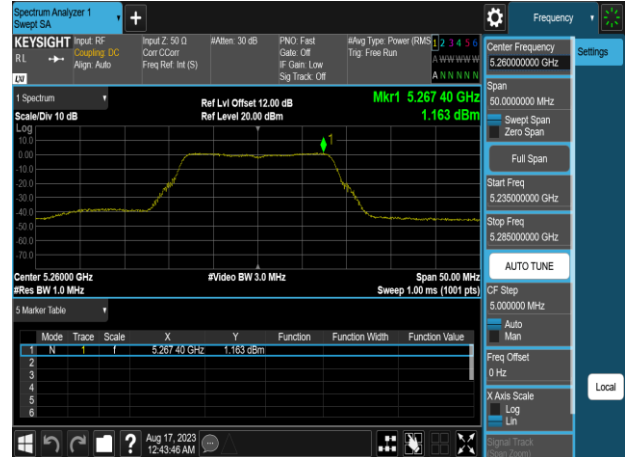 Spectrum Analyzer 1
Swept SA
Frequency
KEYSIGHT
RL
LXI
Input: RF
Coupling: DC
Align: Auto
Input Z: 50 Ω
Corr CCorr
Freq Ref: Int (S)
#Atten: 30 dB
PNO: Fast
Gate: Off
IF Gain: Low
Sig Track: Off
#Avg Type: Power (RMS
Trig: Free Run
1 2 3 4 5 6
A W W W W W
A N N N N N
1 Spectrum
Scale/Div 10 dB
Ref Lvl Offset 12.00 dB
Ref Level 20.00 dBm
Mkr1 5.267 40 GHz
1.163 dBm
Log
10.0
0.00
-10.0
-20.0
-30.0
-40.0
-50.0
-60.0
-70.0
1
Center 5.26000 GHz
#Res BW 1.0 MHz
#Video BW 3.0 MHz
Span 50.00 MHz
Sweep 1.00 ms (1001 pts)
5 Marker Table
Mode Trace Scale X Y Function Function Width Function Value
1 N 1 f 5.267 40 GHz 1.163 dBm
2
3
4
5
6
Aug 17, 2023
12:43:46 AM
Center Frequency
5.260000000 GHz
Span
50.0000000 MHz
Swept Span
Zero Span
Full Span
Start Freq
5.235000000 GHz
Stop Freq
5.285000000 GHz
AUTO TUNE
CF Step
5.000000 MHz
Auto
Man
Freq Offset
0 Hz
X Axis Scale
Log
Lin
Signal Track
(Span Zoom)
Settings
Local